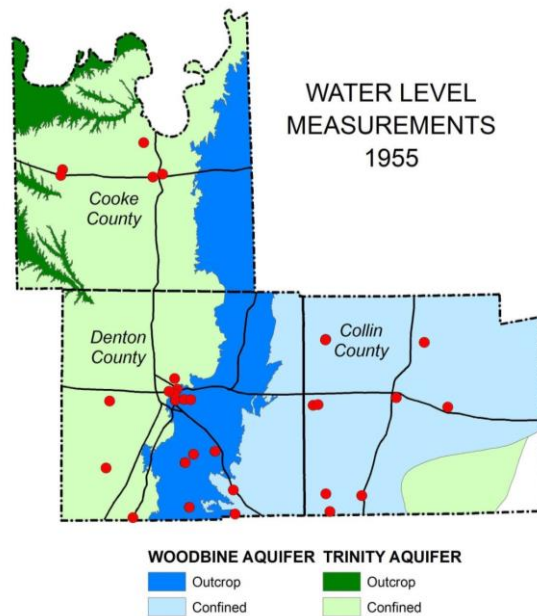 WATER LEVEL
MEASUREMENTS
1955
Cooke
County
Denton
County
Collin
County
WOODBINE AQUIFER TRINITY AQUIFER
Outcrop Outcrop
Confined Confined